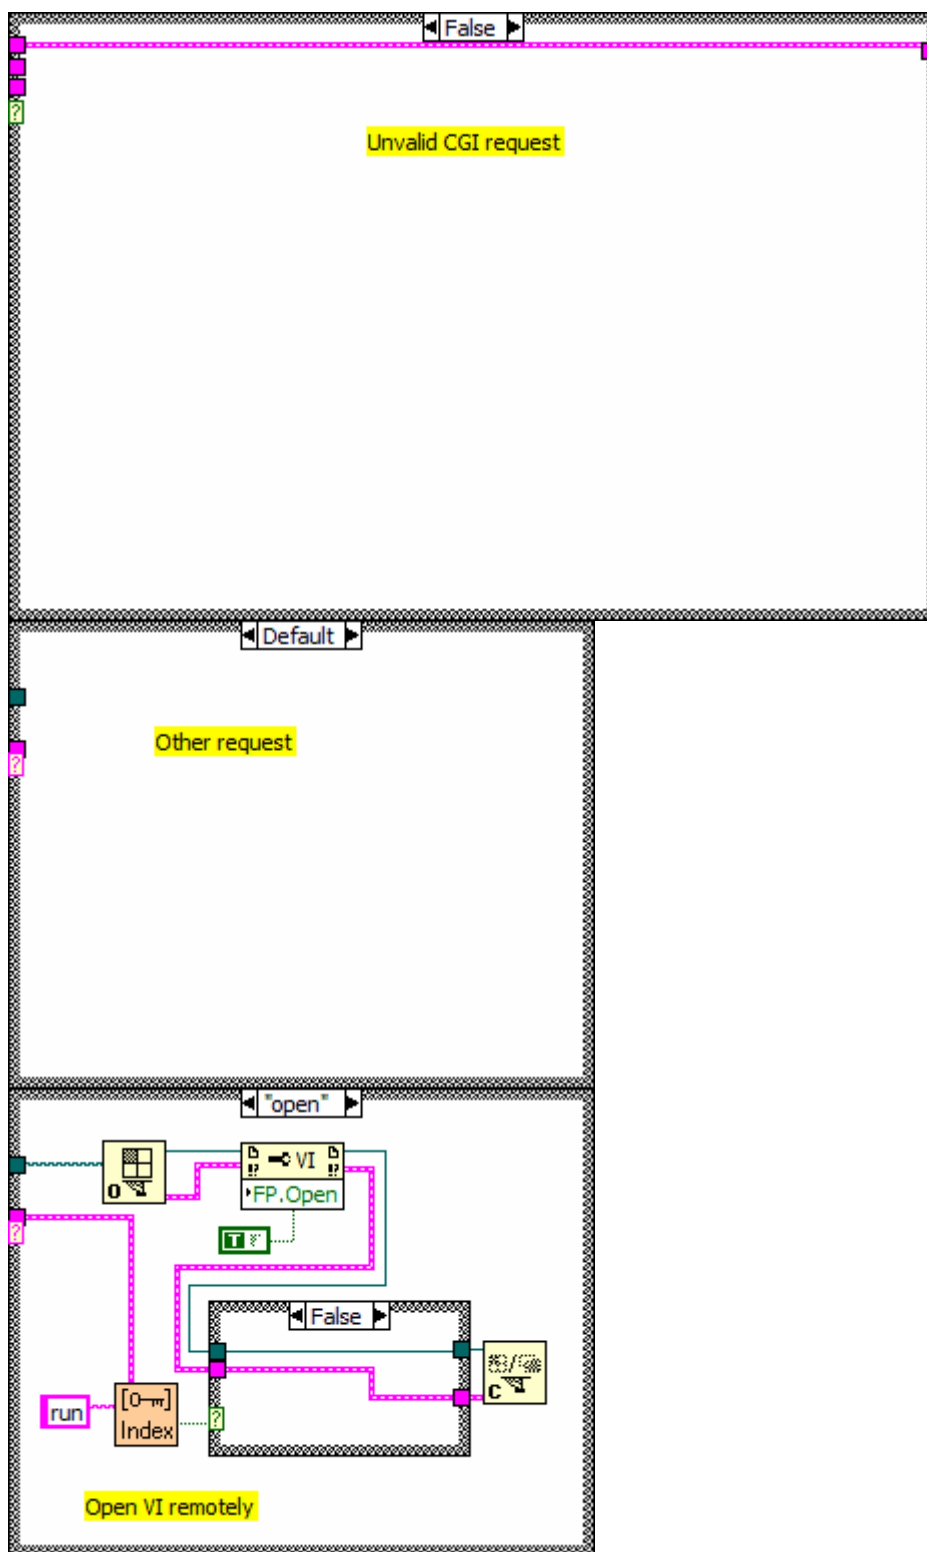 False
?
Unvalid CGI request
Default
Other request
?
"open"
VI
FP.Open
O
T
?
False
C
run
Index
?
Open VI remotely